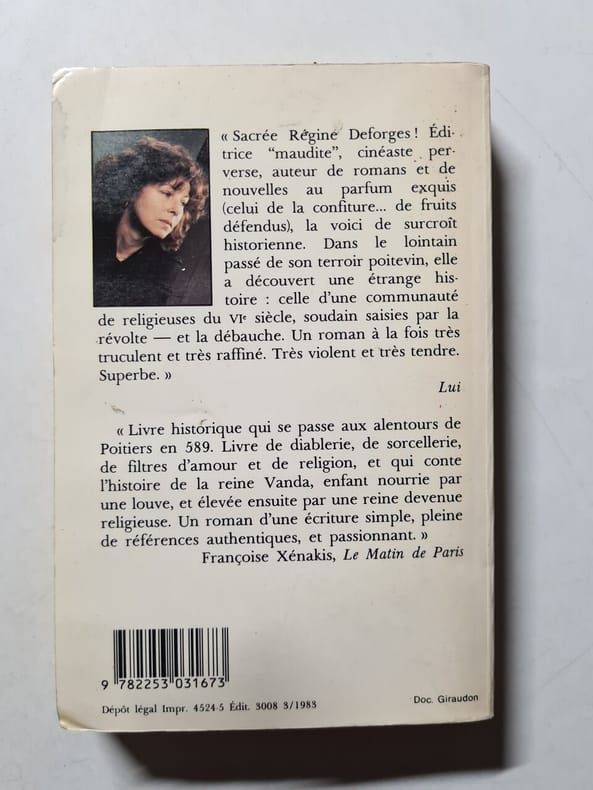 « Sacrée Régine Deforges ! Édi-
trice “maudite”, cinéaste per-
verse, auteur de romans et de
nouvelles au parfum exquis
(celui de la confiture... de fruits
défendus), la voici de surcroît
historienne. Dans le lointain
passé de son terroir poitevin, elle
a découvert une étrange his-
toire : celle d’une communauté
de religieuses du VIe siècle, soudain saisies par la
révolte — et la débauche. Un roman à la fois très
truculent et très raffiné. Très violent et très tendre.
Superbe. »
Lui
« Livre historique qui se passe aux alentours de
Poitiers en 589. Livre de diablerie, de sorcellerie,
de filtres d’amour et de religion, et qui conte
l’histoire de la reine Vanda, enfant nourrie par
une louve, et élevée ensuite par une reine devenue
religieuse. Un roman d’une écriture simple, pleine
de références authentiques, et passionnant. »
Françoise Xénakis, Le Matin de Paris
9 782253 031673
Dépôt légal Impr. 4524-5 Édit. 3008 3/1983
Doc. Giraudon